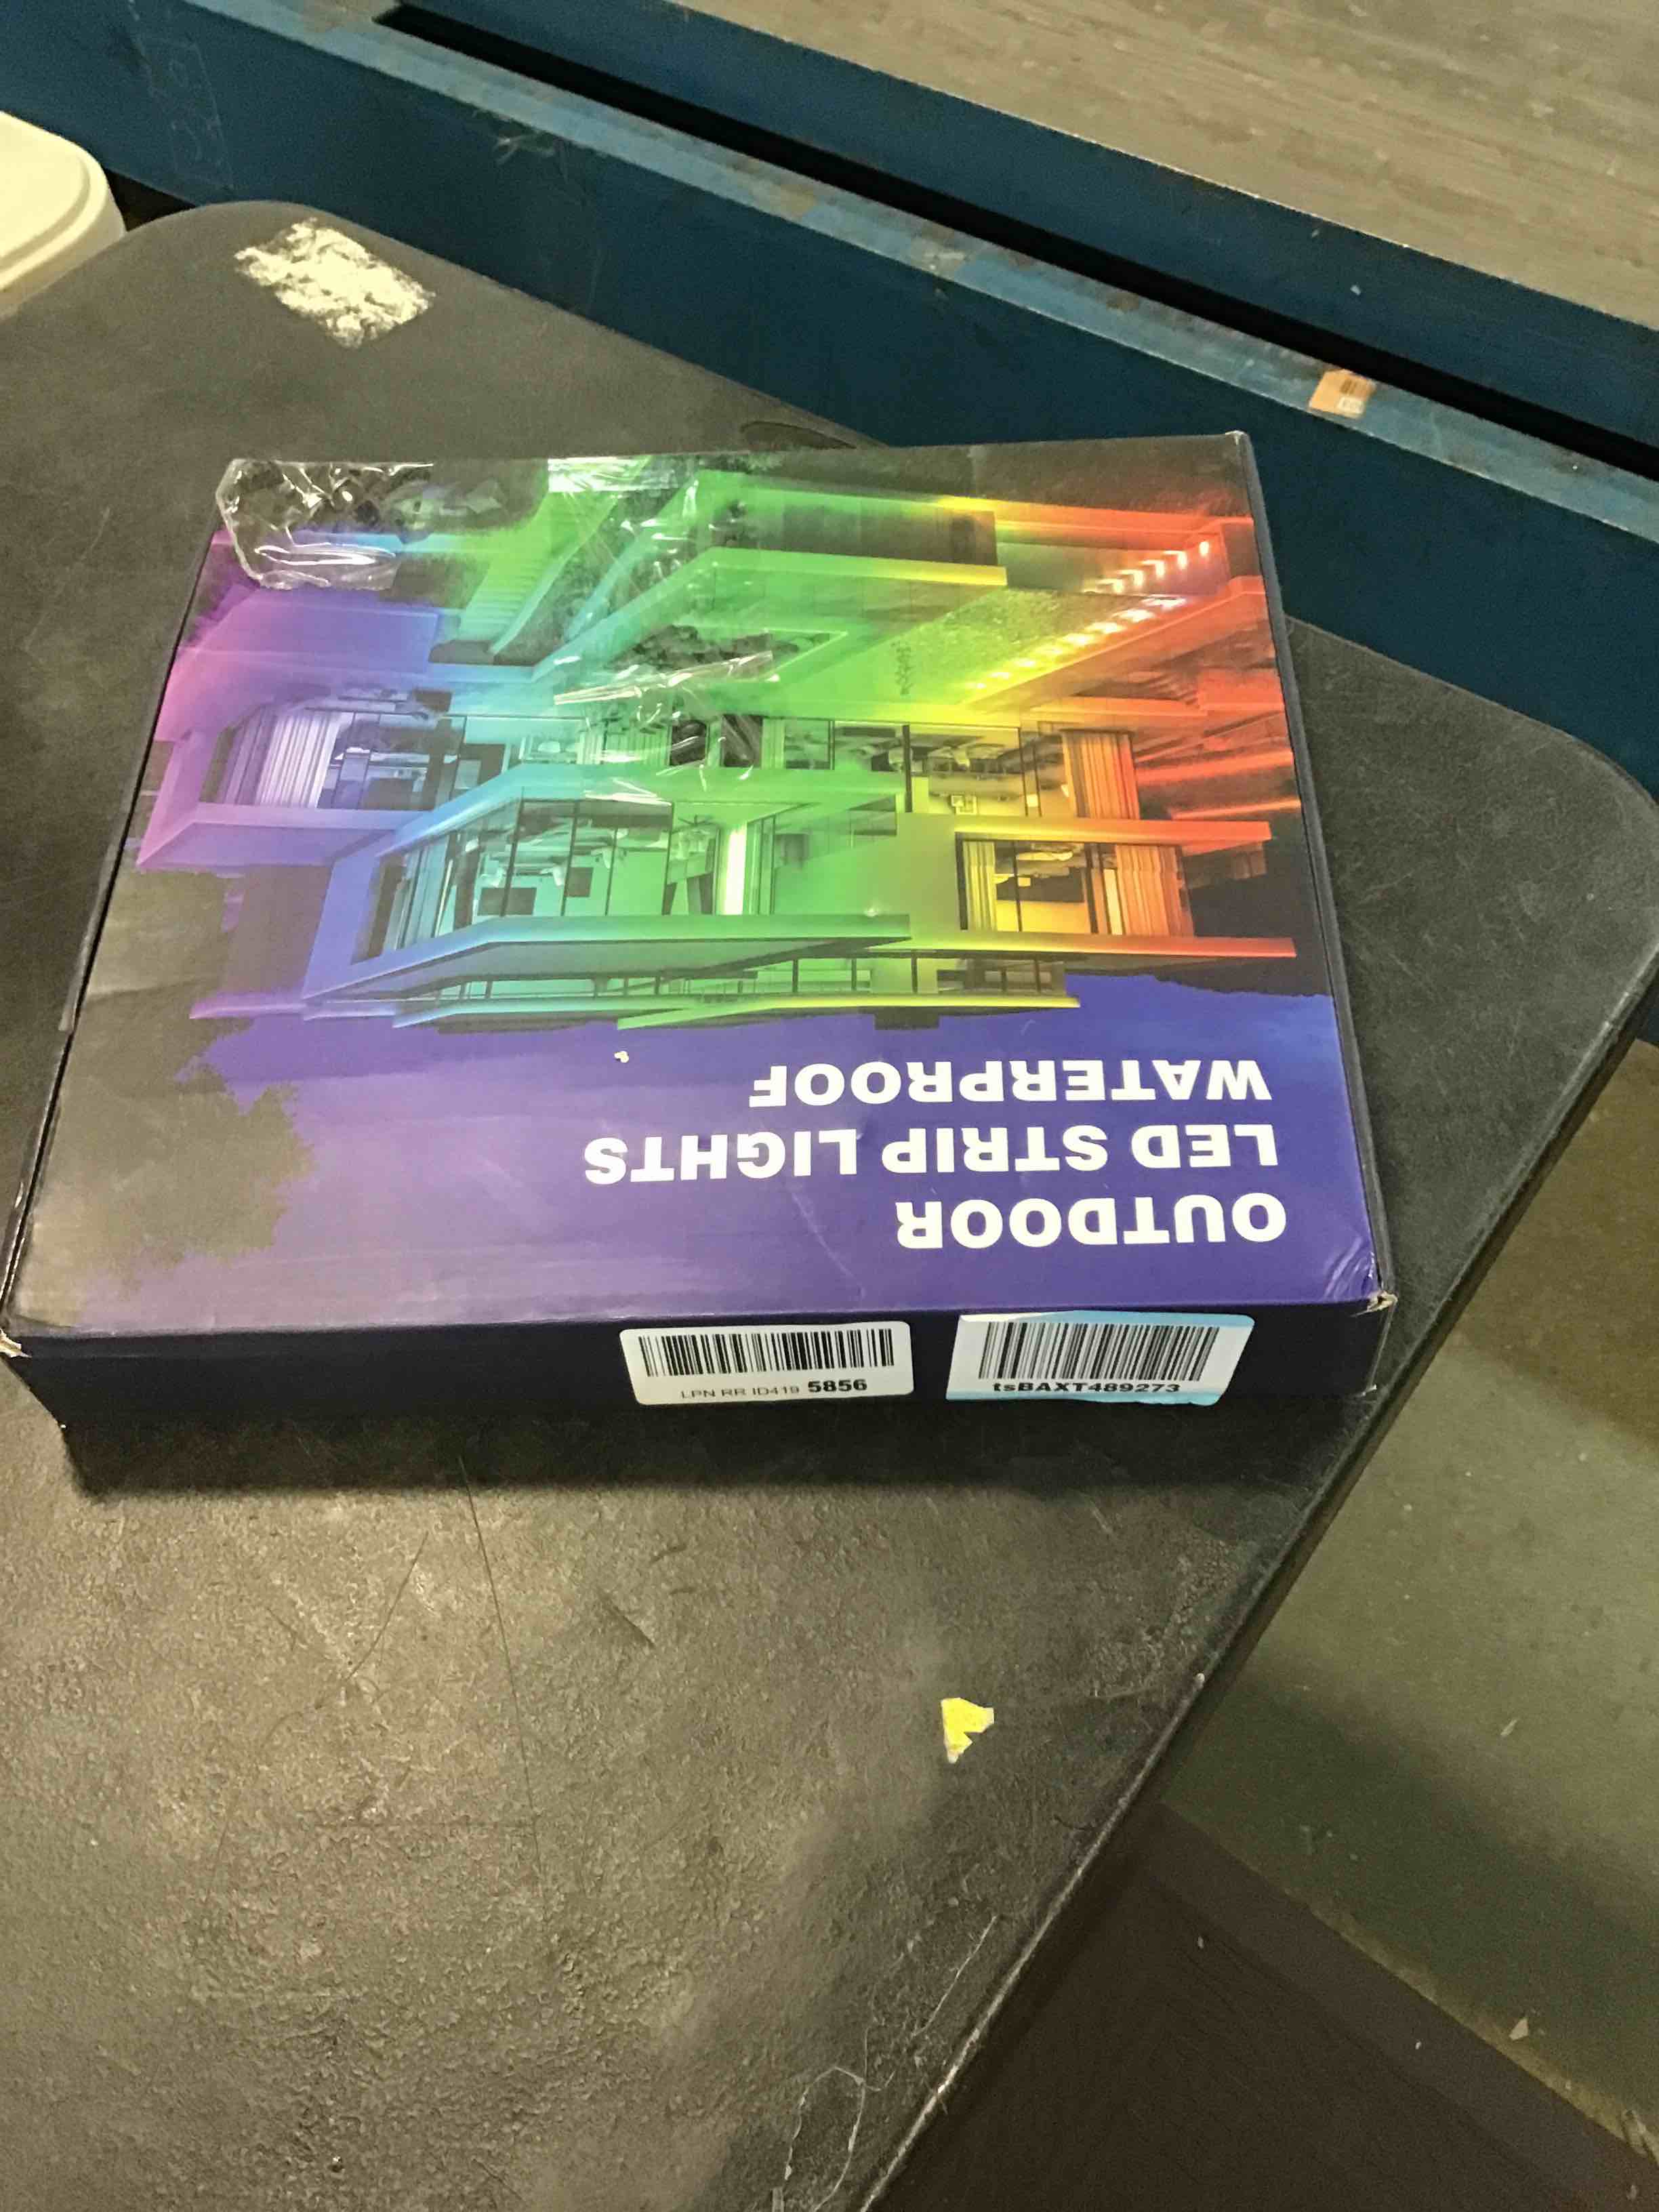 OUTDOOR
LED STRIP LIGHTS
WATERPROOF
LPN RR ID419 5856
tsBAXT489273